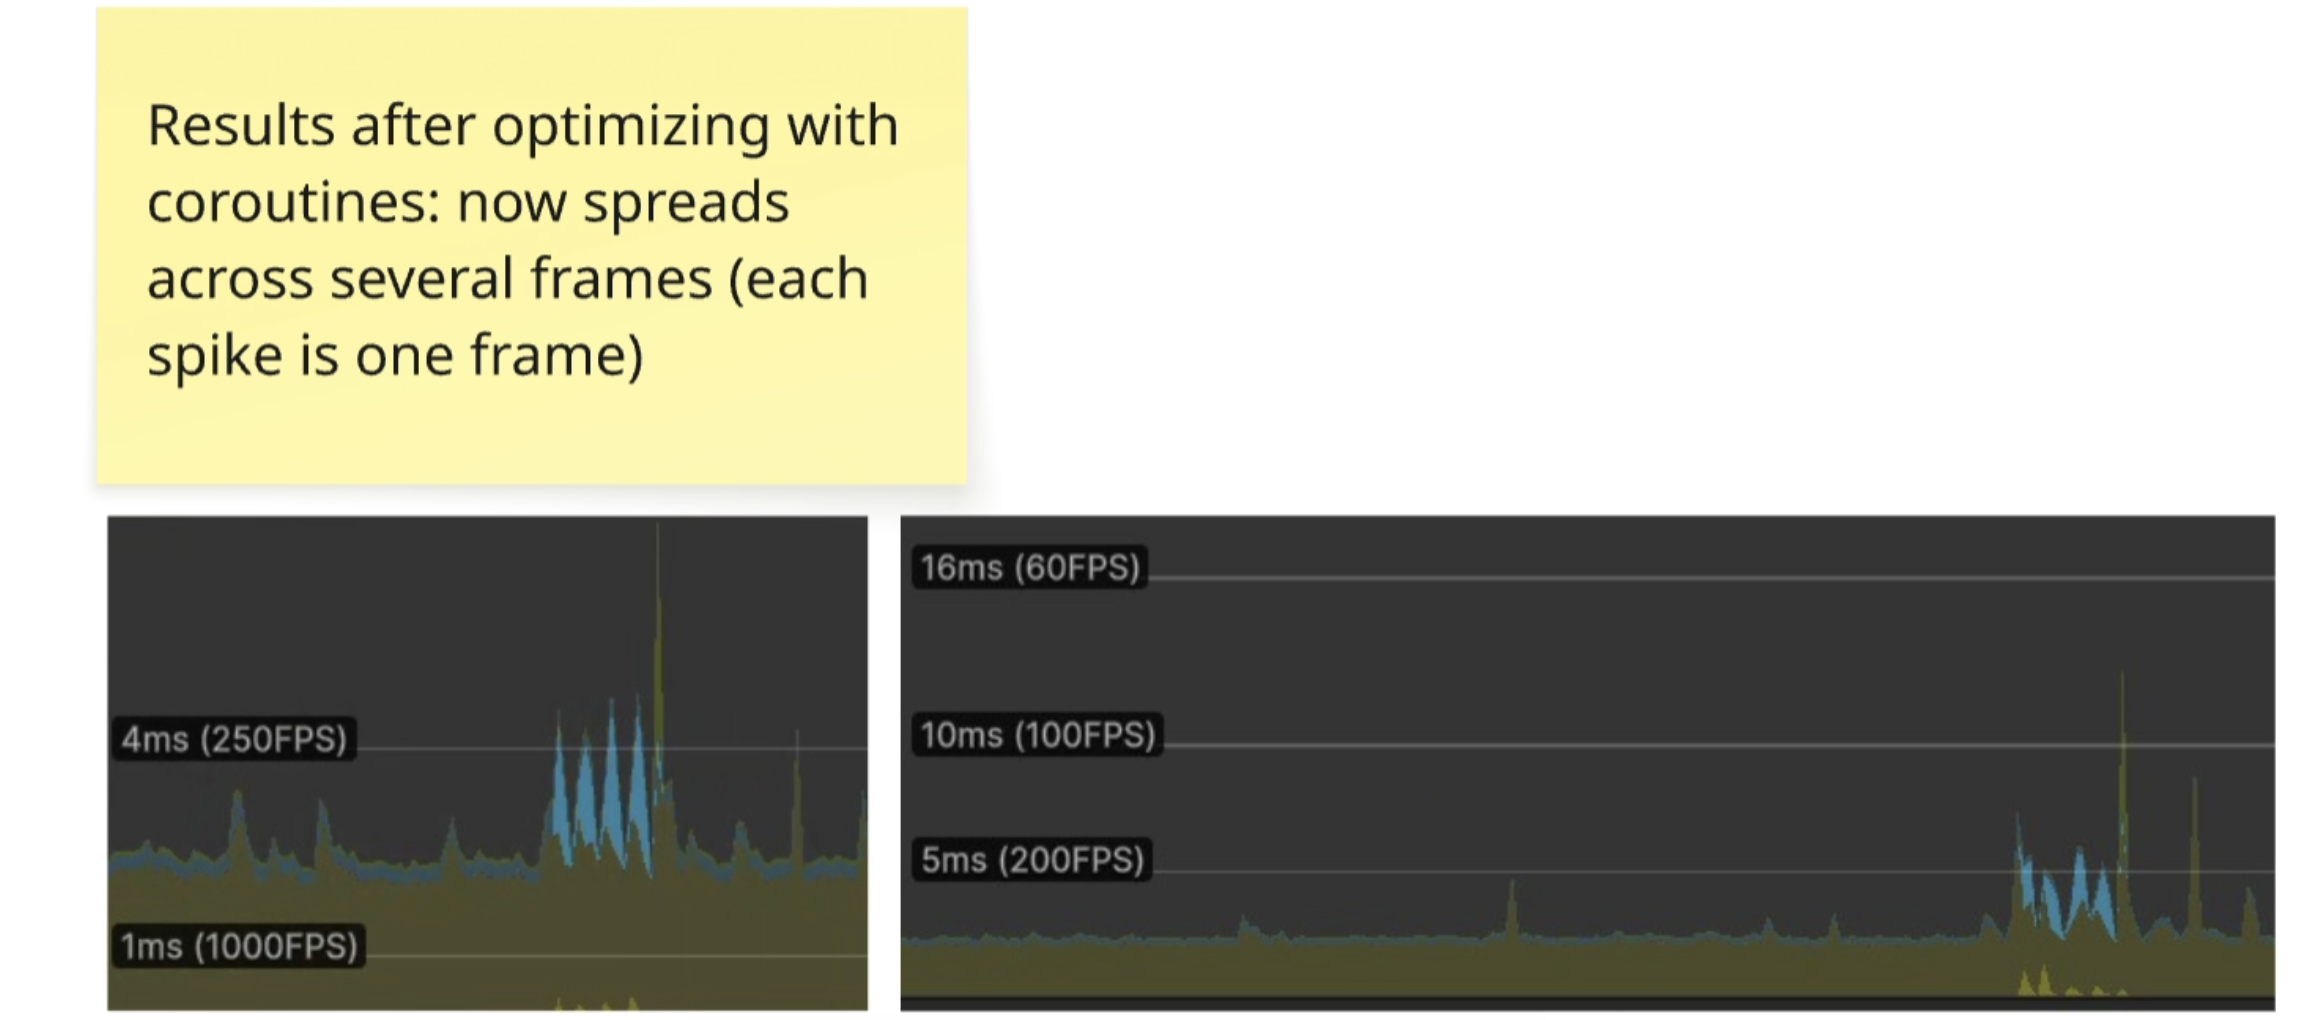 Results after optimizing with
coroutines: now spreads
across several frames (each
spike is one frame)
4ms (250FPS)
1ms (1000FPS)
16ms (60FPS)
10ms (100FPS)
5ms (200FPS)